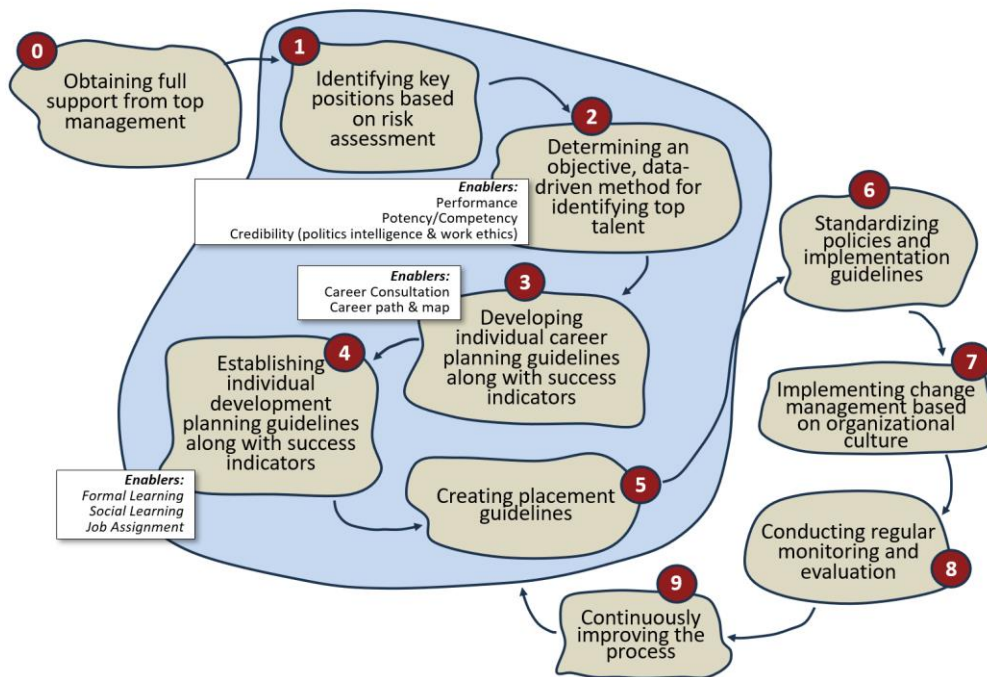 0
Obtaining full
support from top
management
1
Identifying key
positions based
on risk
assessment
2
Determining an
objective, data-
driven method for
identifying top
talent
Enablers:
Performance
Potency/Competency
Credibility (politics intelligence & work ethics)
3
Developing
individual career
planning guidelines
along with success
indicators
Enablers:
Career Consultation
Career path & map
4
Establishing
individual
development
planning guidelines
along with success
indicators
Enablers:
Formal Learning
Social Learning
Job Assignment
5
Creating placement
guidelines
6
Standardizing
policies and
implementation
guidelines
7
Implementing change
management based
on organizational
culture
8
Conducting regular
monitoring and
evaluation
9
Continuously
improving the
process